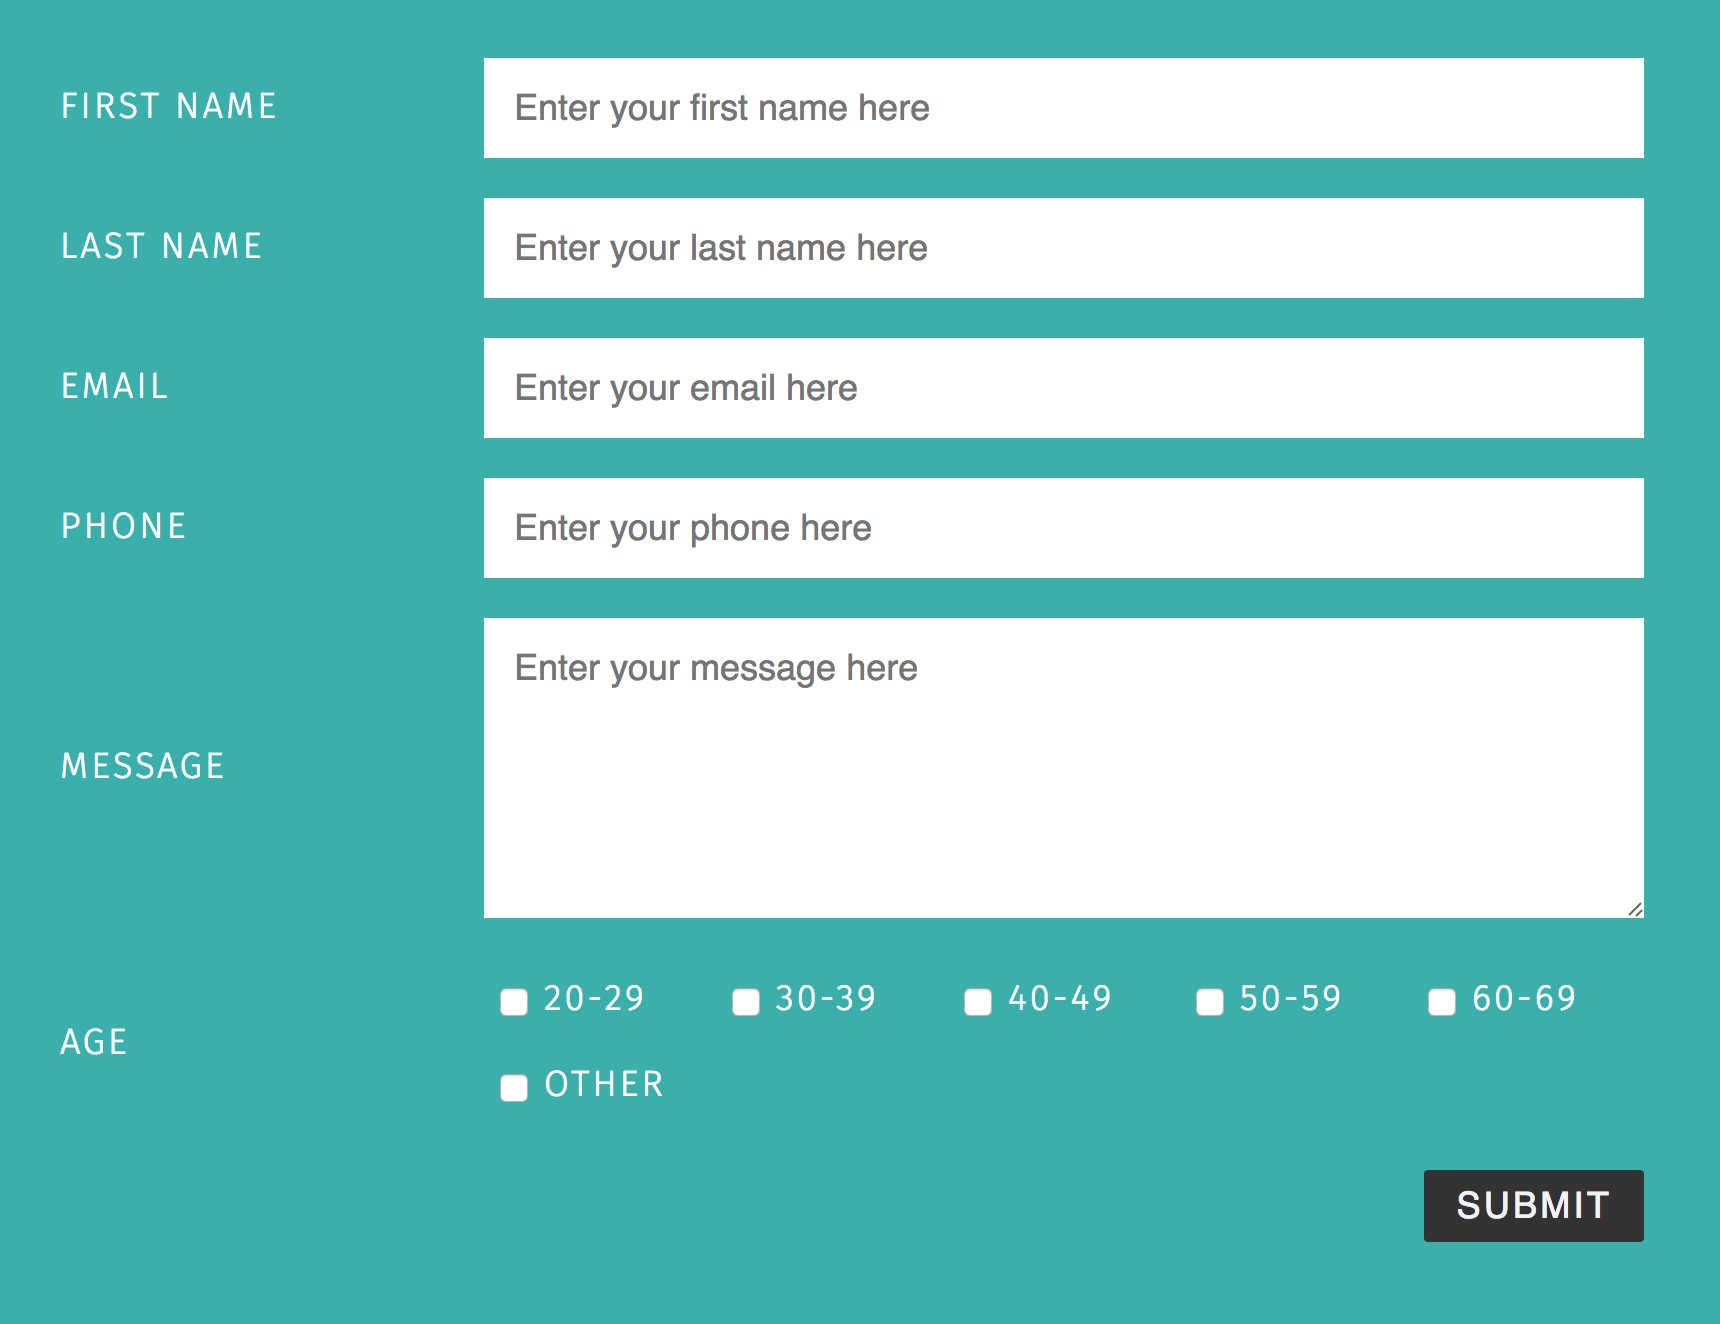 FIRST NAME Enter your first name here
LAST NAME Enter your last name here
EMAIL Enter your email here
PHONE Enter your phone here
Enter your message here
MESSAGE
20-29 30-39 40-49 50-59 60-69
AGE
OTHER
SUBMIT